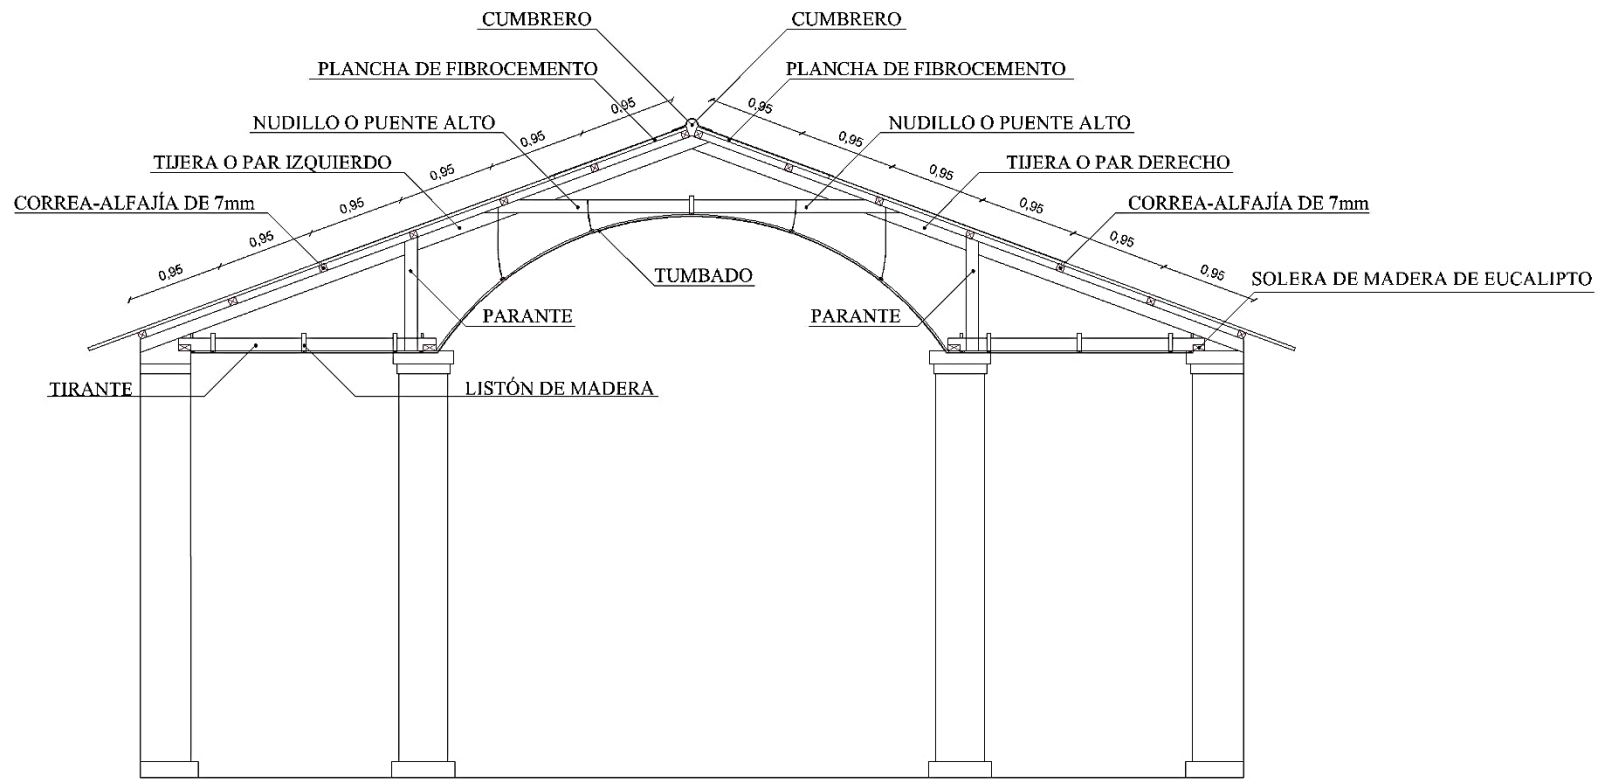 CUMBRERO
CUMBRERO
PLANCHA DE FIBROCEMENTO
PLANCHA DE FIBROCEMENTO
0,95
0,95
NUDILLO O PUENTE ALTO
NUDILLO O PUENTE ALTO
0,95
0,95
TIJERA O PAR IZQUIERDO
TIJERA O PAR DERECHO
0,95
0,95
CORREA-ALFAJÍA DE 7mm
CORREA-ALFAJÍA DE 7mm
0,95
0,95
0,95
0,95
0,95
0,95
TUMBADO
SOLERA DE MADERA DE EUCALIPTO
PARANTE
PARANTE
TIRANTE
LISTÓN DE MADERA